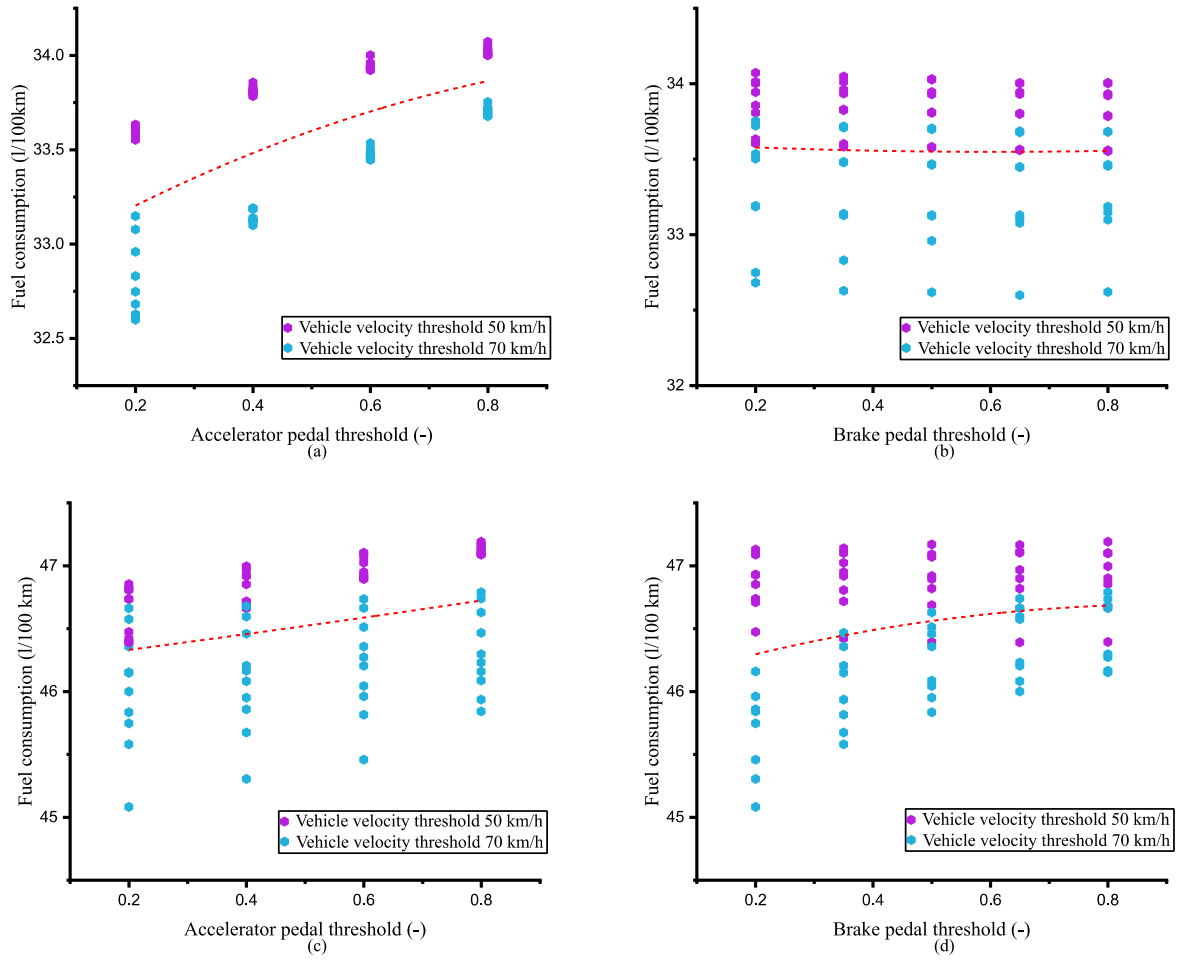 34.0
33.5
33.0
32.5
Fuel consumption (l/100km)
Vehicle velocity threshold 50 km/h
Vehicle velocity threshold 70 km/h
0.2 0.4 0.6 0.8
Accelerator pedal threshold (-)
(a)
34
33
32
Fuel consumption (l/100km)
Vehicle velocity threshold 50 km/h
Vehicle velocity threshold 70 km/h
0.2 0.4 0.6 0.8
Brake pedal threshold (-)
(b)
47
46
45
Fuel consumption (l/100 km)
Vehicle velocity threshold 50 km/h
Vehicle velocity threshold 70 km/h
0.2 0.4 0.6 0.8
Accelerator pedal threshold (-)
(c)
47
46
45
Fuel consumption (l/100 km)
Vehicle velocity threshold 50 km/h
Vehicle velocity threshold 70 km/h
0.2 0.4 0.6 0.8
Brake pedal threshold (-)
(d)